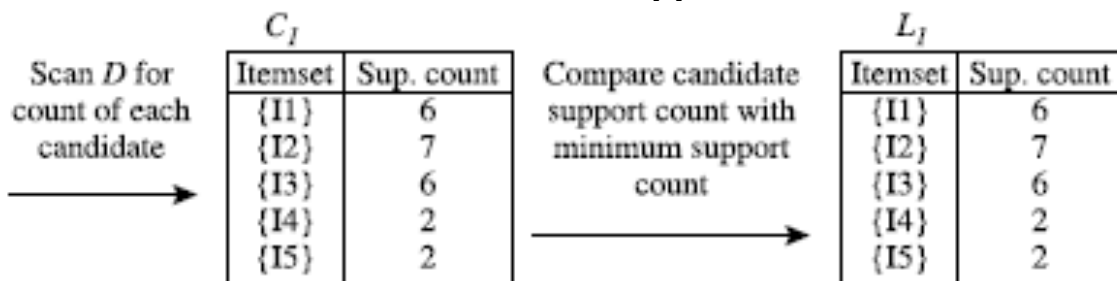 C1
L1
Scan D for
count of each
candidate
Itemset Sup. count
{I1} 6
{I2} 7
{I3} 6
{I4} 2
{I5} 2
Compare candidate
support count with
minimum support
count
Itemset Sup. count
{I1} 6
{I2} 7
{I3} 6
{I4} 2
{I5} 2